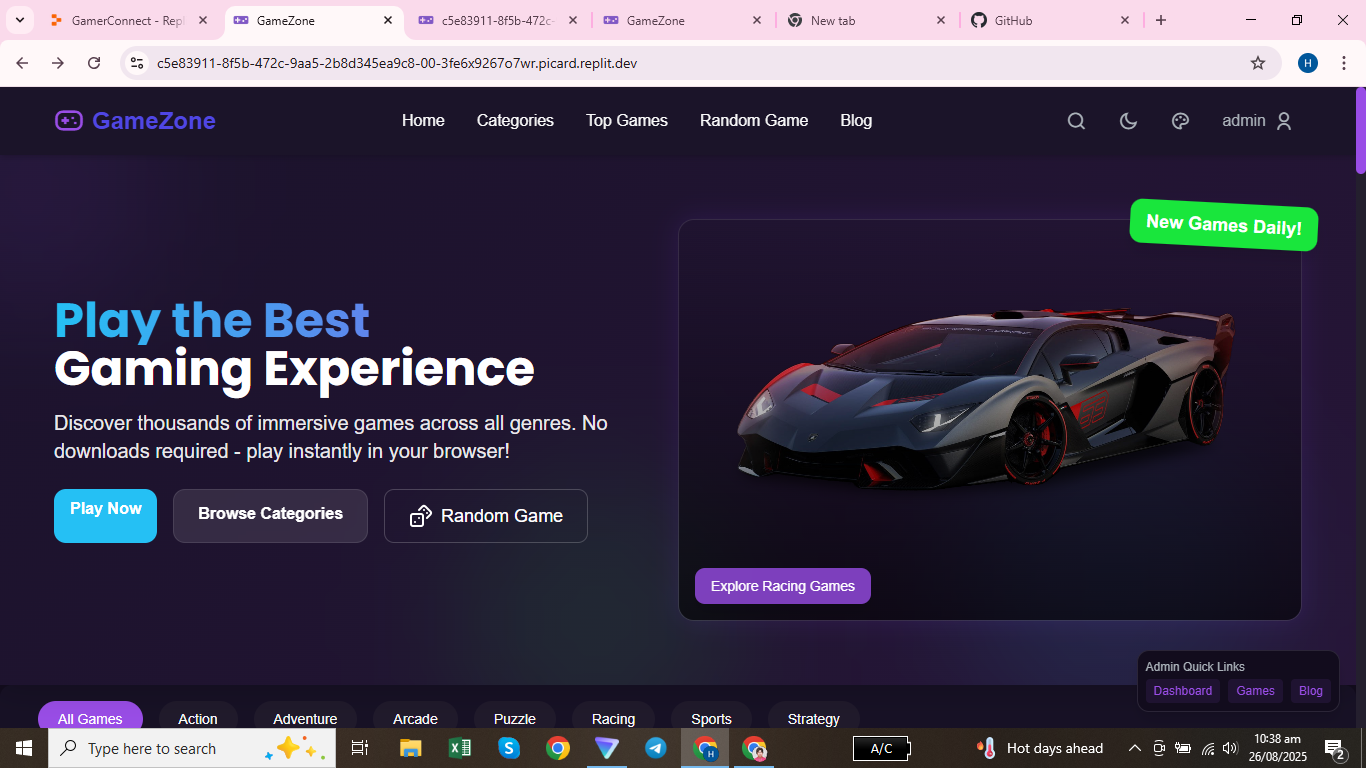 GamerConnect - Repl
GameZone
c5e83911-8f5b-472c-
GameZone
New tab
GitHub
c5e83911-8f5b-472c-9aa5-2b8d345ea9c8-00-3fe6x9267o7wr.picard.replit.dev
H
GameZone
Home
Categories
Top Games
Random Game
Blog
admin
New Games Daily!
Play the Best
Gaming Experience
Discover thousands of immersive games across all genres. No
downloads required - play instantly in your browser!
Play Now
Browse Categories
Random Game
Explore Racing Games
Admin Quick Links
Dashboard
Games
Blog
All Games
Action
Adventure
Arcade
Puzzle
Racing
Sports
Strategy
Type here to search
A/C
Hot days ahead
10:38 am
26/08/2025
2